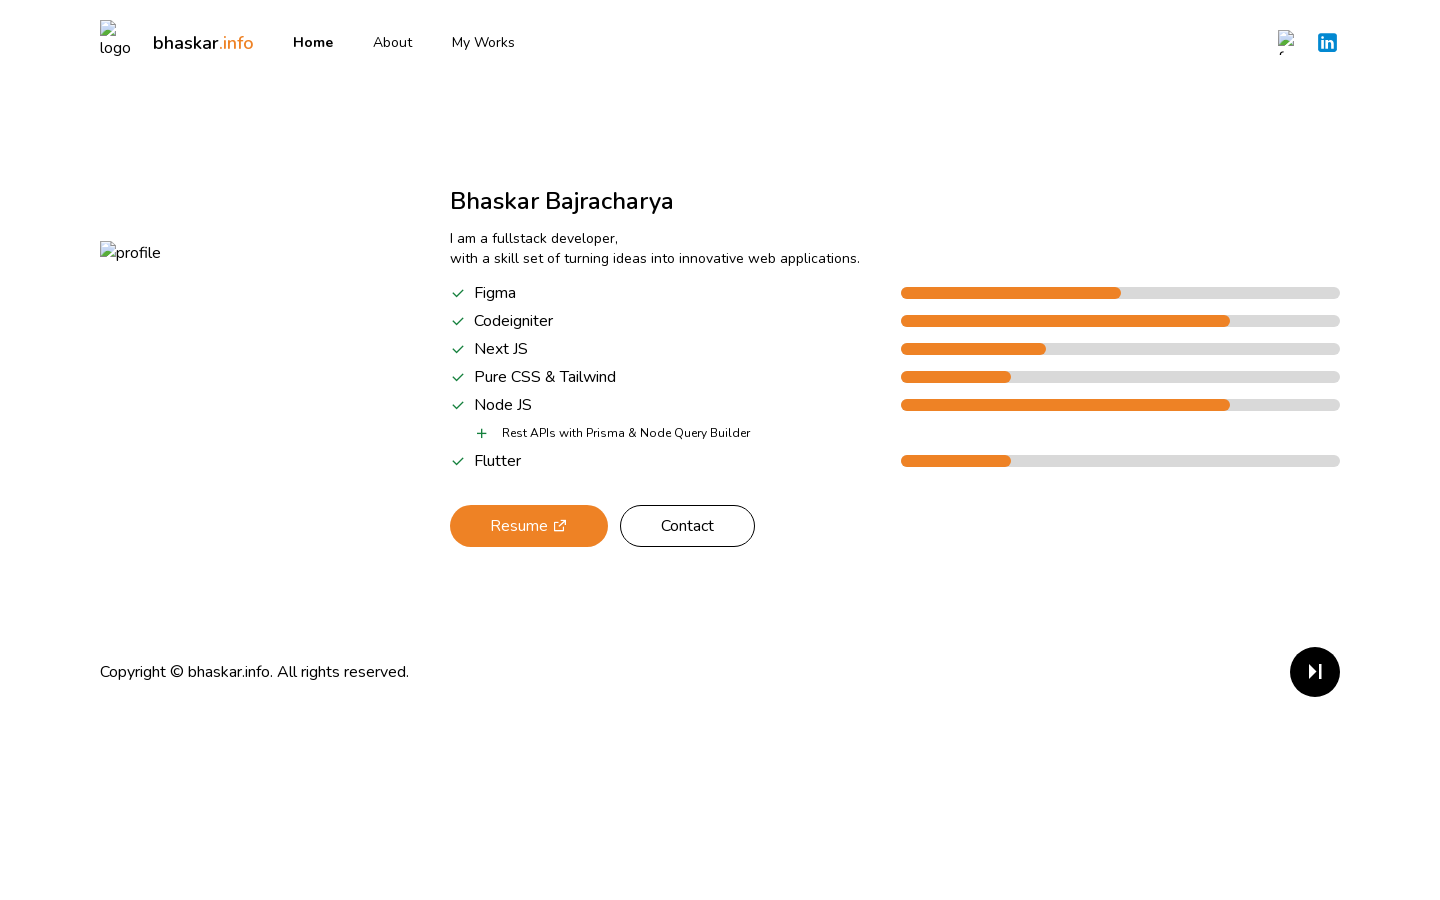 logo
bhaskar.info
Home
About
My Works
in
profile
Bhaskar Bajracharya
I am a fullstack developer,
with a skill set of turning ideas into innovative web applications.
Figma
Codeigniter
Next JS
Pure CSS & Tailwind
Node JS
Rest APIs with Prisma & Node Query Builder
Flutter
Resume
Contact
Copyright © bhaskar.info. All rights reserved.